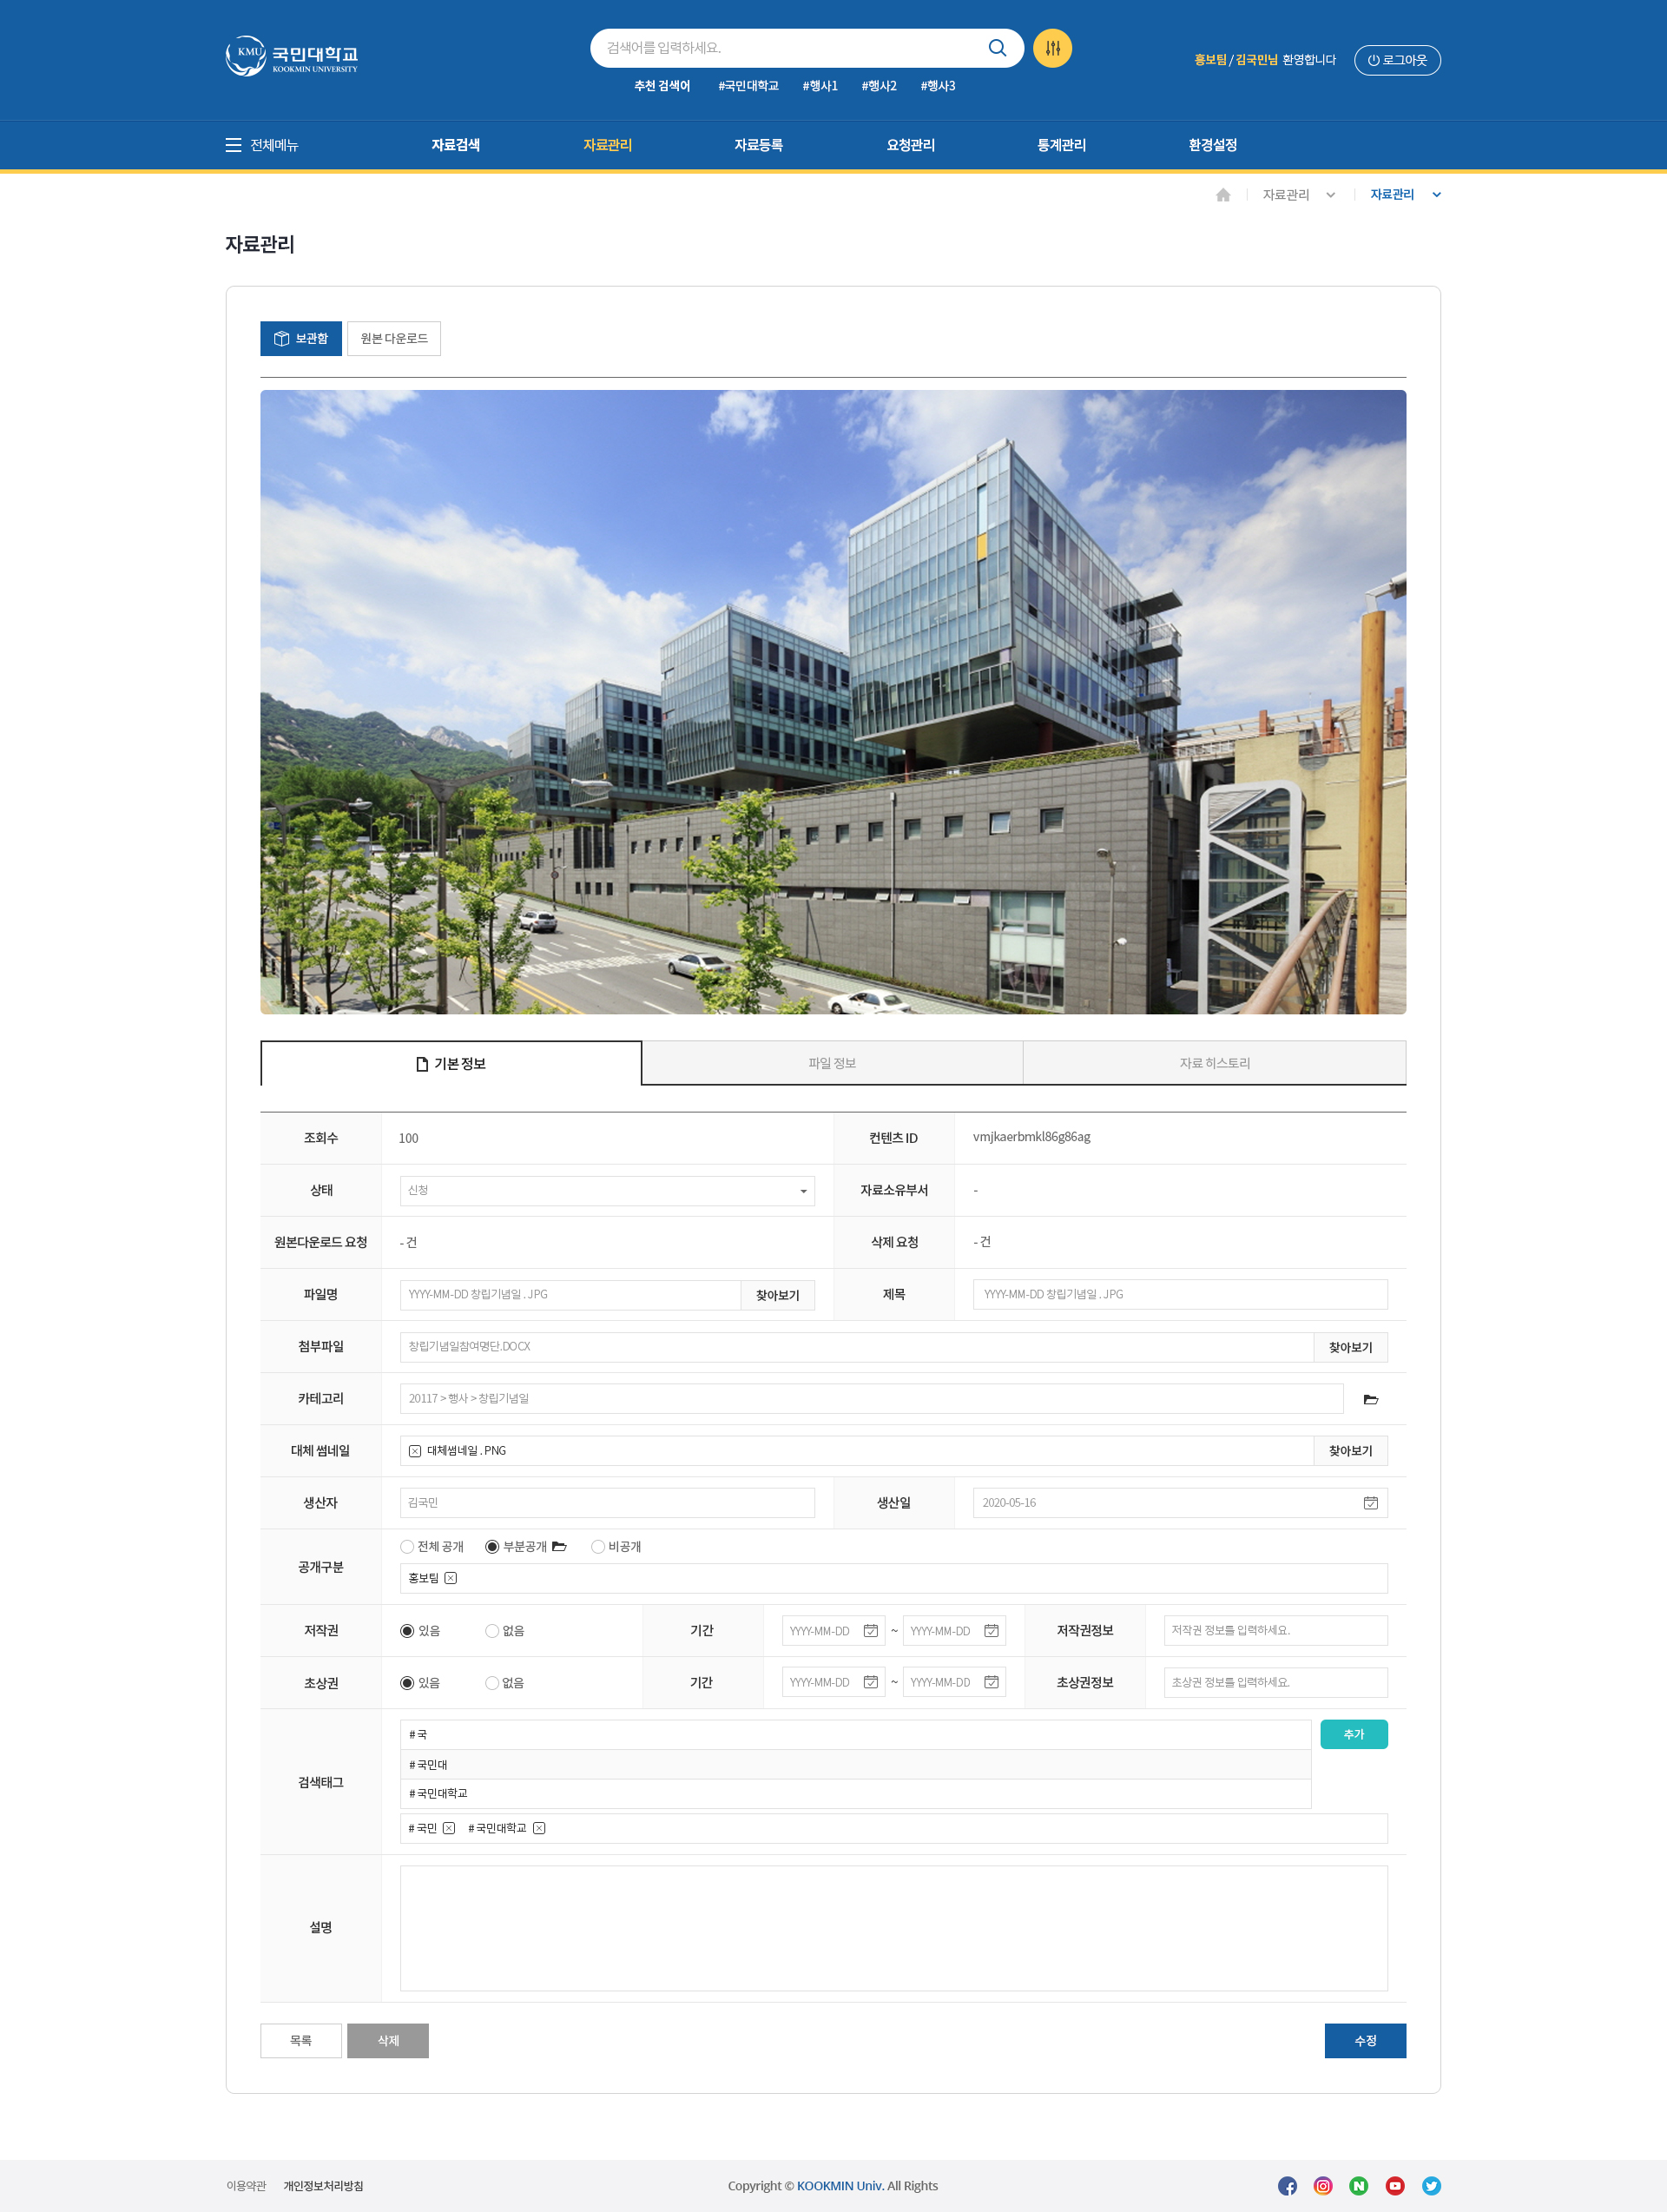 KMU 국민대학교
KOOKMIN UNIVERSITY
검색어를 입력하세요.
추천 검색어 #국민대학교 #행사1 #행사2 #행사3
홍보팀 / 김국민님 환영합니다 로그아웃
전체메뉴 자료검색 자료관리 자료등록 요청관리 통계관리 환경설정
자료관리 자료관리
자료관리
보관함 원본 다운로드
기본 정보 파일 정보 자료 히스토리
조회수 100 컨텐츠 ID vmjkaerbmkl86g86ag
상태 신청 자료소유부서 -
원본다운로드 요청 - 건 삭제 요청 - 건
파일명 YYYY-MM-DD 창립기념일 . JPG 찾아보기 제목 YYYY-MM-DD 창립기념일 . JPG
첨부파일 창립기념일참여명단.DOCX 찾아보기
카테고리 20117 > 행사 > 창립기념일
대체 썸네일 대체썸네일 . PNG 찾아보기
생산자 김국민 생산일 2020-05-16
공개구분 전체 공개 부분공개 비공개
홍보팀
저작권 있음 없음 기간 YYYY-MM-DD ~ YYYY-MM-DD 저작권정보 저작권 정보를 입력하세요.
초상권 있음 없음 기간 YYYY-MM-DD ~ YYYY-MM-DD 초상권정보 초상권 정보를 입력하세요.
검색태그 # 국 추가
# 국민대
# 국민대학교
# 국민 # 국민대학교
설명
목록 삭제 수정
이용약관 개인정보처리방침 Copyright © KOOKMIN Univ. All Rights